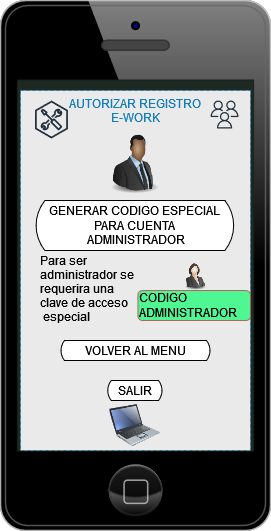 AUTORIZAR REGISTRO
E-WORK
GENERAR CODIGO ESPECIAL
PARA CUENTA
ADMINISTRADOR
Para ser
administrador se
requerira una
clave de acceso
especial
CODIGO
ADMINISTRADOR
VOLVER AL MENU
SALIR